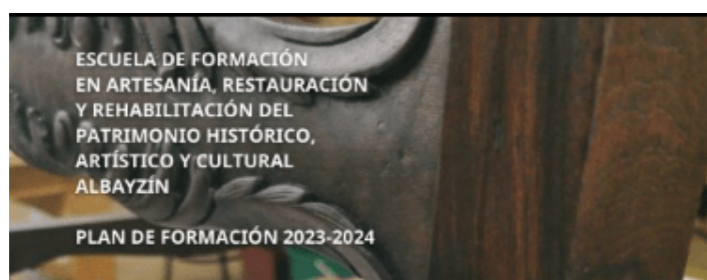 ESCUELA DE FORMACIÓN
EN ARTESANÍA, RESTAURACIÓN
Y REHABILITACIÓN DEL
PATRIMONIO HISTÓRICO,
ARTÍSTICO Y CULTURAL
ALBAYZÍN
PLAN DE FORMACIÓN 2023-2024